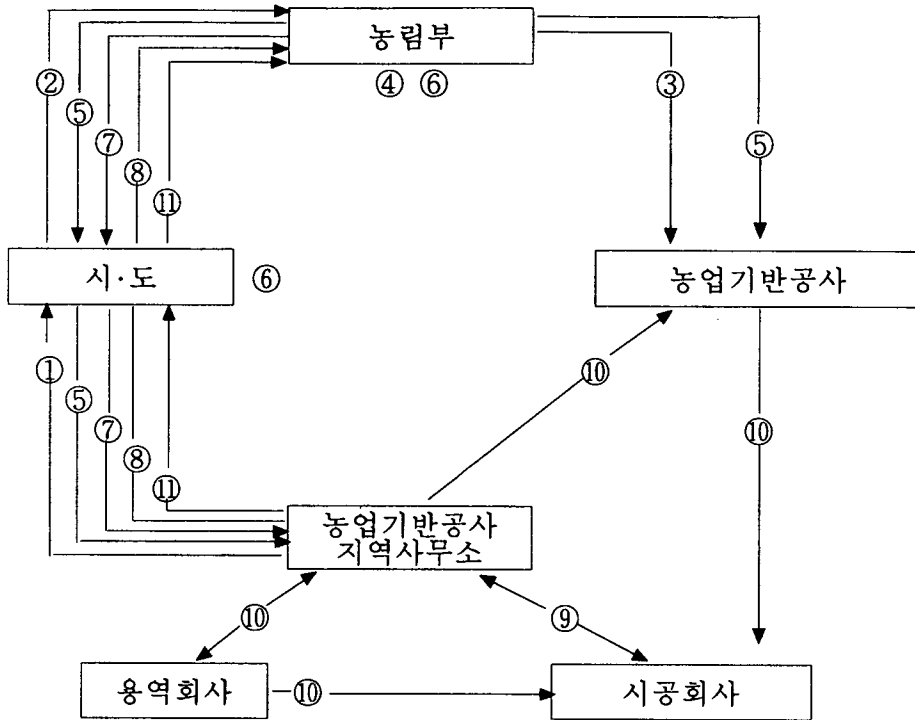 농림부
② ④ ⑥ ③
⑤ ⑤
⑦
⑧
⑪
시·도 ⑥ 농업기반공사
① ⑩
⑤
⑦ ⑩
⑧
⑪
농업기반공사
지역사무소
⑩ ⑨
용역회사 ⑩ 시공회사